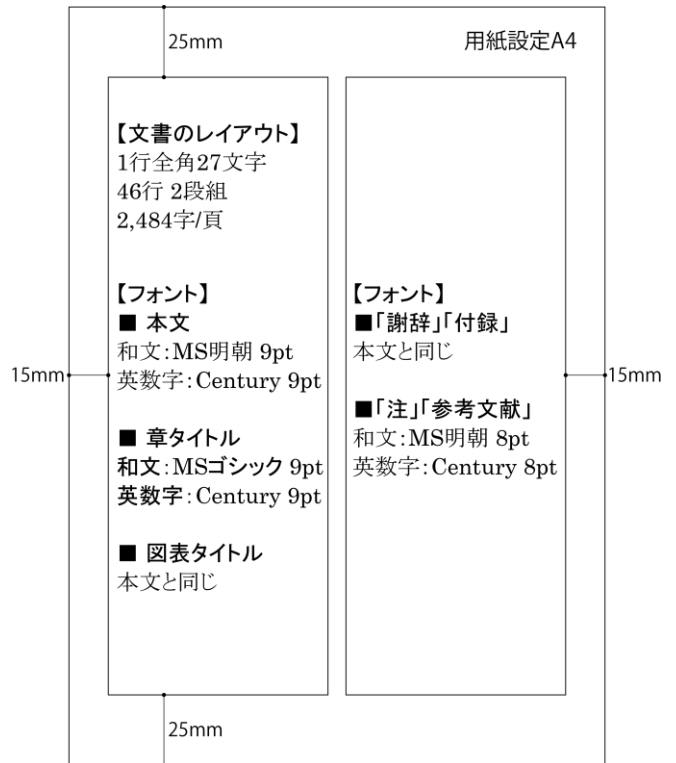 25mm
用紙設定A4
【文書のレイアウト】
1行全角27文字
46行 2段組
2,484字/頁
【フォント】
■ 本文
和文:MS明朝 9pt
英数字:Century 9pt
■ 章タイトル
和文:MSゴシック 9pt
英数字:Century 9pt
■ 図表タイトル
本文と同じ
【フォント】
■「謝辞」「付録」
本文と同じ
■「注」「参考文献」
和文:MS明朝 8pt
英数字:Century 8pt
15mm
15mm
25mm